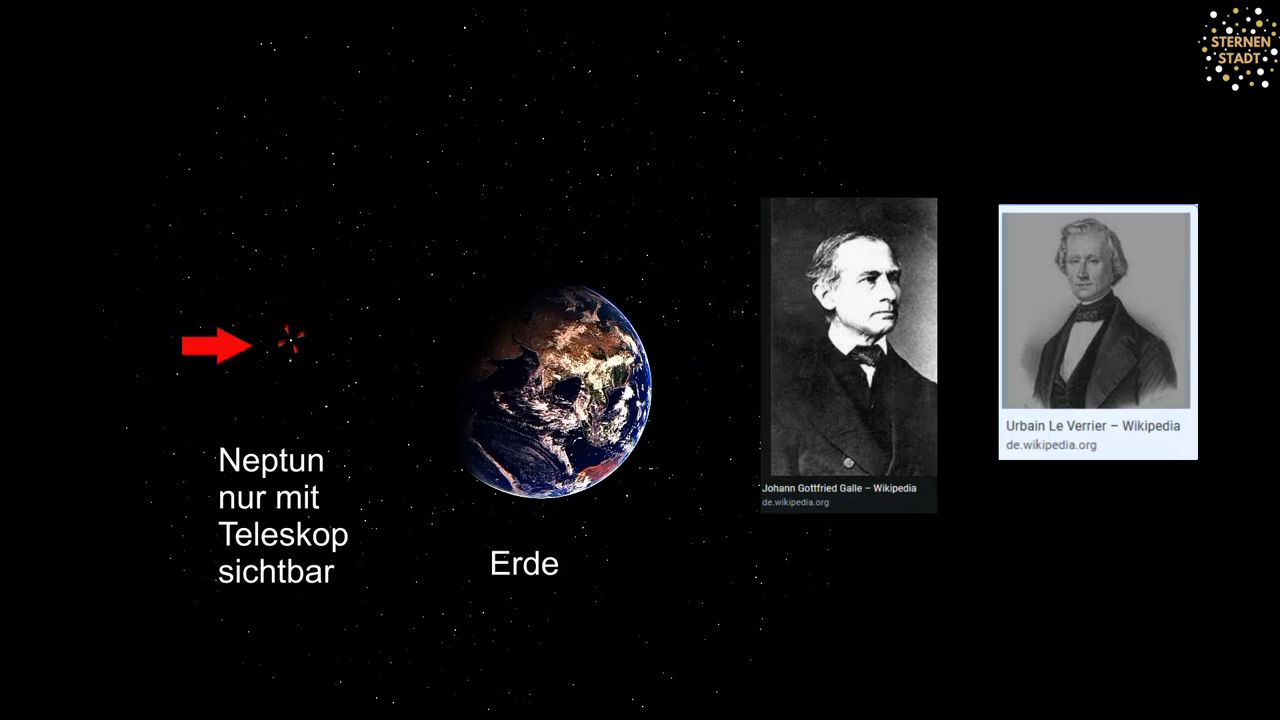 STERNEN
STADT
Neptun
nur mit
Teleskop
sichtbar
Erde
Johann Gottfried Galle – Wikipedia
de.wikipedia.org
Urbain Le Verrier – Wikipedia
de.wikipedia.org